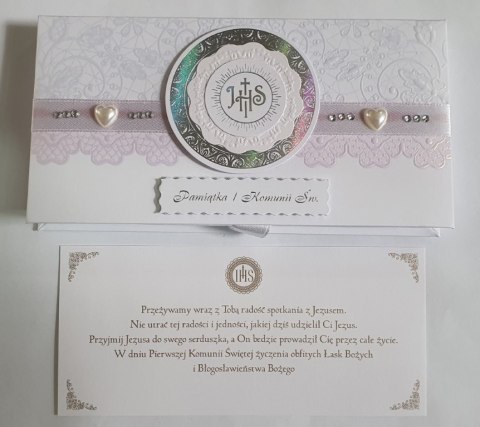 IHS
Pamiątka I Komunii Św.
IHS
Przeżywamy wraz z Tobą radość spotkania z Jezusem.
Nie utrać tej radości i jedności, jakiej dziś udzielił Ci Jezus.
Przyjmij Jezusa do swego serduszka, a On będzie prowadził Cię przez całe życie.
W dniu Pierwszej Komunii Świętej życzenia obfitych Łask Bożych
i Błogosławieństwa Bożego